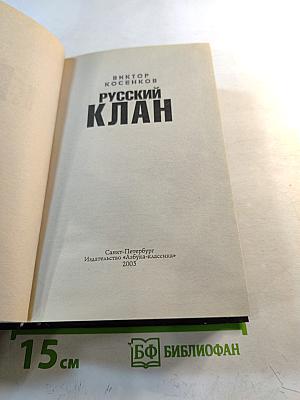 ВИКТОР
КОСЕНКОВ
РУССКИЙ
КЛАН
Санкт-Петербург
Издательство «Азбука-классика»
2005
15 см
БФ БИБЛИОФАН